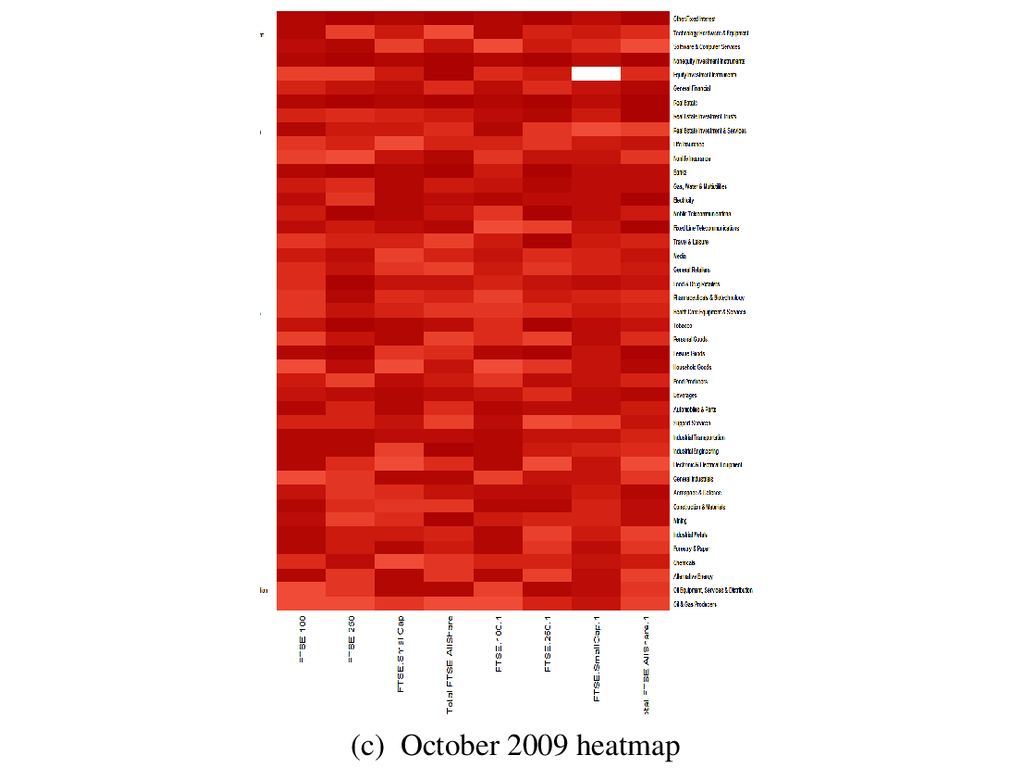 Other.Fixed Interest
Technology Hardware & Equipment
Software & Computer Services
Nonequity Investment Instruments
Equity Investment Instruments
General Financial
Real Estate
Real Estate Investment Trusts
Real Estate Investment & Services
Life Insurance
Nonlife Insurance
Banks
Gas, Water & Multiutilities
Electricity
Mobile Telecommunications
Fixed Line Telecommunications
Travel & Leisure
Media
General Retailers
Food & Drug Retailers
Pharmaceuticals & Biotechnology
Health Care Equipment & Services
Tobacco
Personal Goods
Leisure Goods
Household Goods
Food Producers
Beverages
Automobiles & Parts
Support Services
Industrial Transportation
Industrial Engineering
Electronic & Electrical Equipment
General Industrials
Aerospace & Defense
Construction & Materials
Mining
Industrial Metals
Forestry & Paper
Chemicals
Alternative Energy
tion
Oil Equipment, Services & Distribution
Oil & Gas Producers
FTSE 100
FTSE 250
FTSE.Small Cap
Total FTSE AllShare
FTSE.100.1
FTSE.250.1
FTSE.SmallCap.1
otal FTSE AllShare.1
(c) October 2009 heatmap